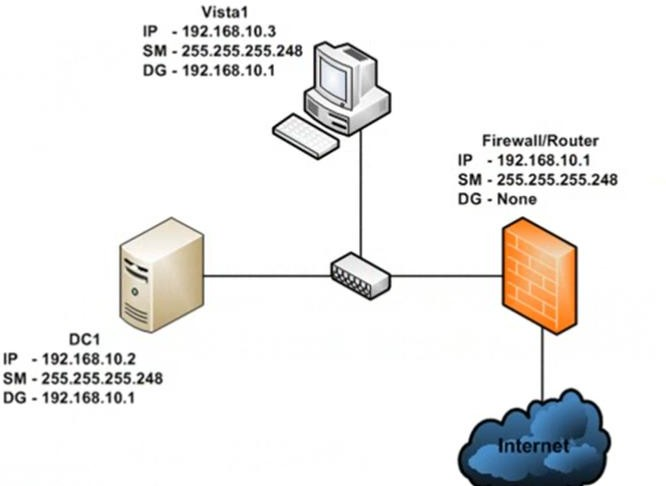 Vista1
IP - 192.168.10.3
SM - 255.255.255.248
DG - 192.168.10.1
Firewall/Router
IP - 192.168.10.1
SM - 255.255.255.248
DG - None
DC1
IP - 192.168.10.2
SM - 255.255.255.248
DG - 192.168.10.1
Internet